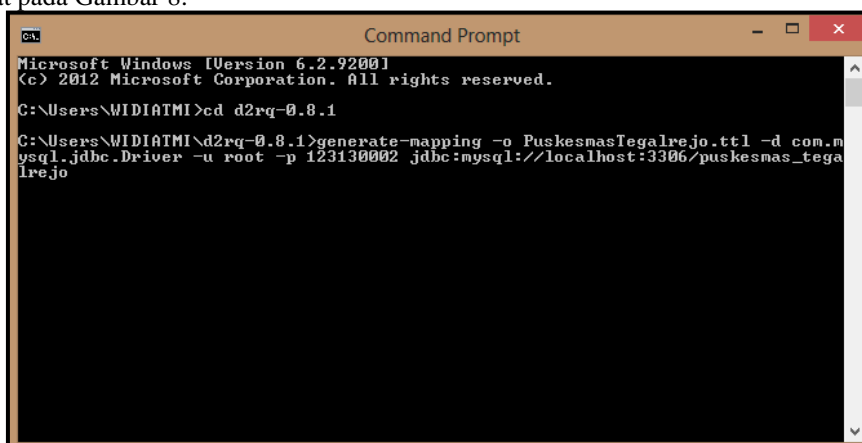 at pada Gambar 8.
Command Prompt
Microsoft Windows [Version 6.2.9200]
(c) 2012 Microsoft Corporation. All rights reserved.
C:\Users\WIDIATMI>cd d2rq-0.8.1
C:\Users\WIDIATMI\d2rq-0.8.1>generate-mapping -o PuskesmasTegalrejo.ttl -d com.m
ysql.jdbc.Driver -u root -p 123130002 jdbc:mysql://localhost:3306/puskesmas_tega
lrejo